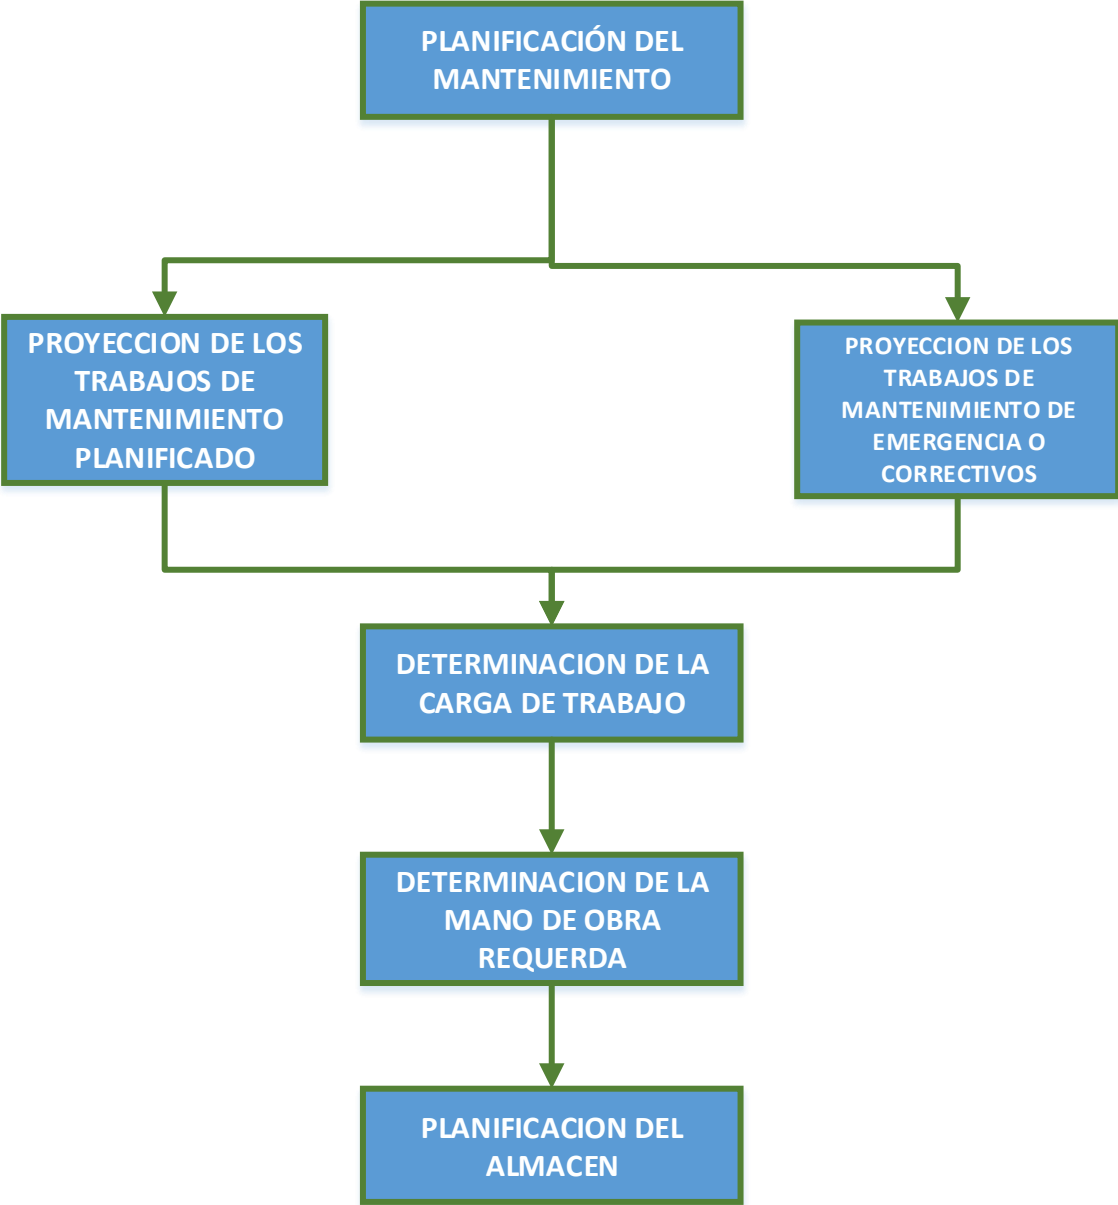 PLANIFICACIÓN DEL
MANTENIMIENTO
PROYECCION DE LOS
TRABAJOS DE
MANTENIMIENTO
PLANIFICADO
PROYECCION DE LOS
TRABAJOS DE
MANTENIMIENTO DE
EMERGENCIA O
CORRECTIVOS
DETERMINACION DE LA
CARGA DE TRABAJO
DETERMINACION DE LA
MANO DE OBRA
REQUERDA
PLANIFICACION DEL
ALMACEN